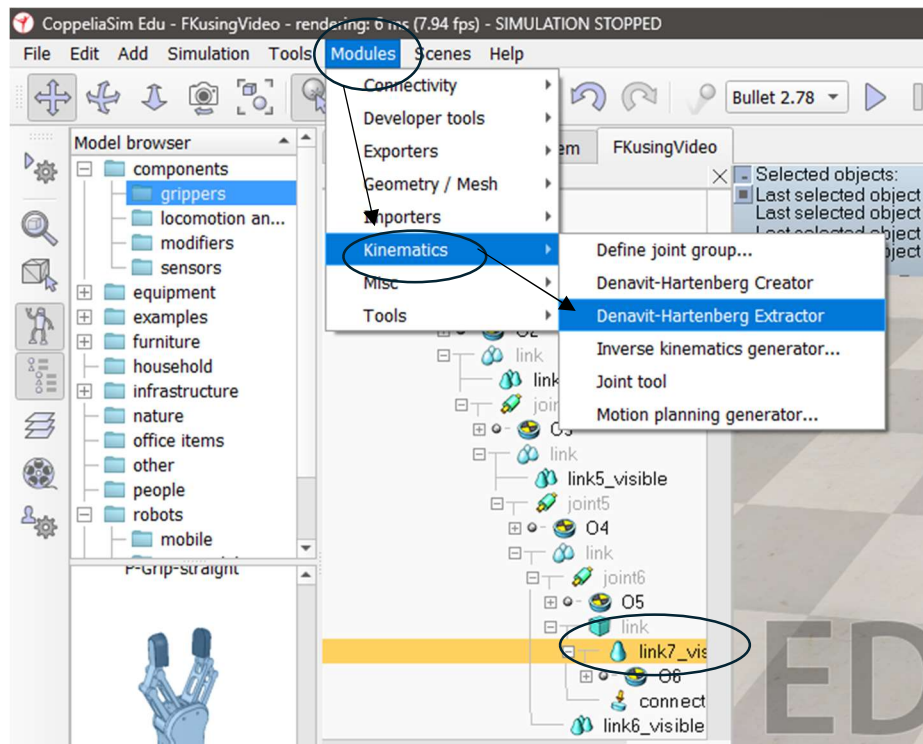 CoppeliaSim Edu - FKusingVideo - rendering: 6 ms (7.94 fps) - SIMULATION STOPPED
File Edit Add Simulation Tools Modules Scenes Help
Bullet 2.78
Connectivity
Developer tools
Exporters
Geometry / Mesh
Importers
Kinematics
Misc
Tools
Define joint group...
Denavit-Hartenberg Creator
Denavit-Hartenberg Extractor
Inverse kinematics generator...
Joint tool
Motion planning generator...
FKusingVideo
Selected objects:
Last selected object
Last selected object
Last selected object
Model browser
components
grippers
locomotion an...
modifiers
sensors
equipment
examples
furniture
household
infrastructure
nature
office items
other
people
robots
mobile
P-Grip-straight
link
link5_visible
joint5
O4
link
joint6
O5
link
link7_vis
O6
connect
link6_visible
ED